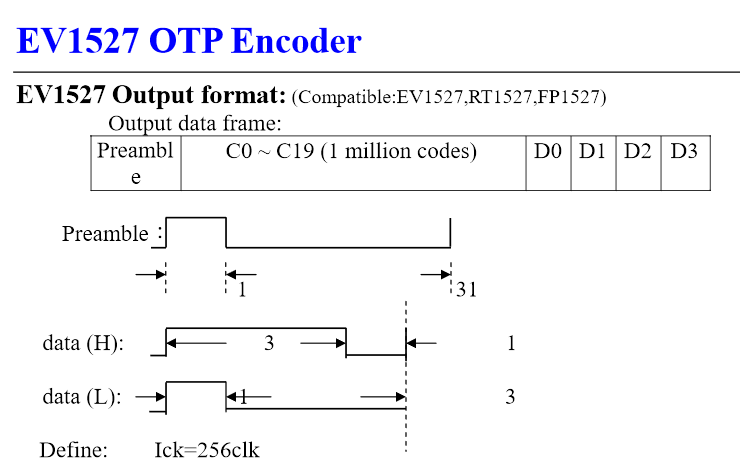 EV1527 OTP Encoder
EV1527 Output format: (Compatible:EV1527,RT1527,FP1527)
Output data frame:
Preambl
e
C0 ~ C19 (1 million codes)
D0
D1
D2
D3
Preamble :
1
31
data (H):
3
1
data (L):
1
3
Define: Ick=256clk